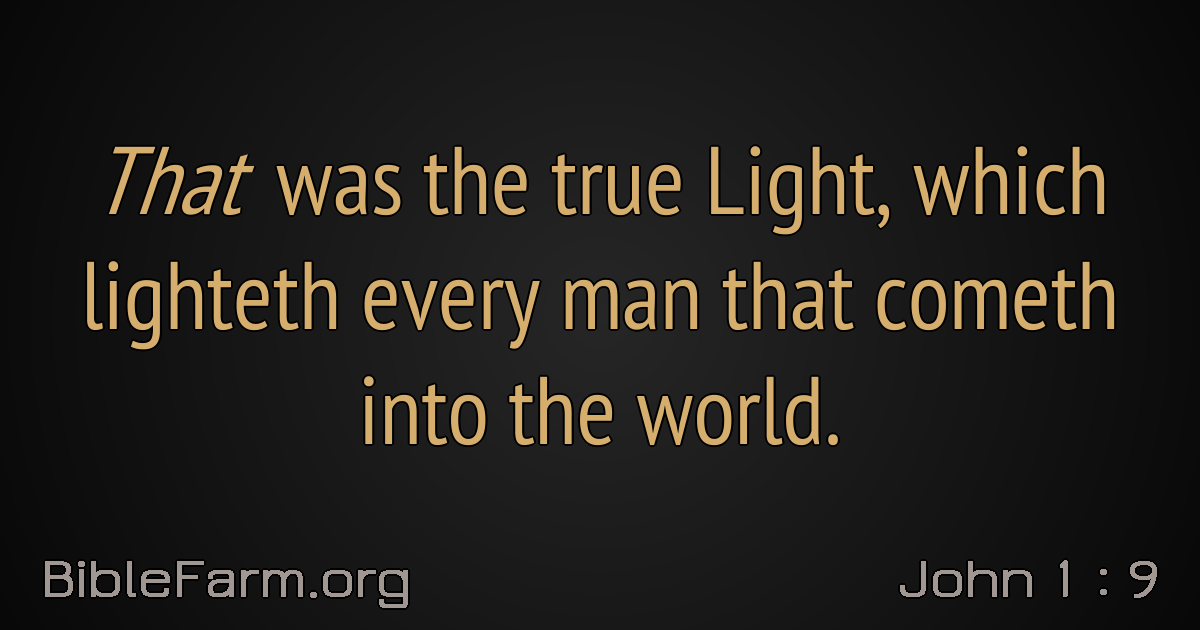 That was the true Light, which
lighteth every man that cometh
into the world.
BibleFarm.org
John 1 : 9